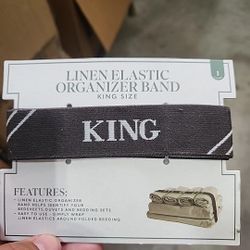 LINEN ELASTIC
ORGANIZER BAND
KING SIZE
1
KING
FEATURES:
• LINEN ELASTIC ORGANIZER
BAND HELPS IDENTIFY YOUR
BEDSHEETS, DUVETS AND BEDDING SETS
• EASY TO USE - SIMPLY WRAP
LINEN ELASTICS AROUND FOLDED BEDDING.